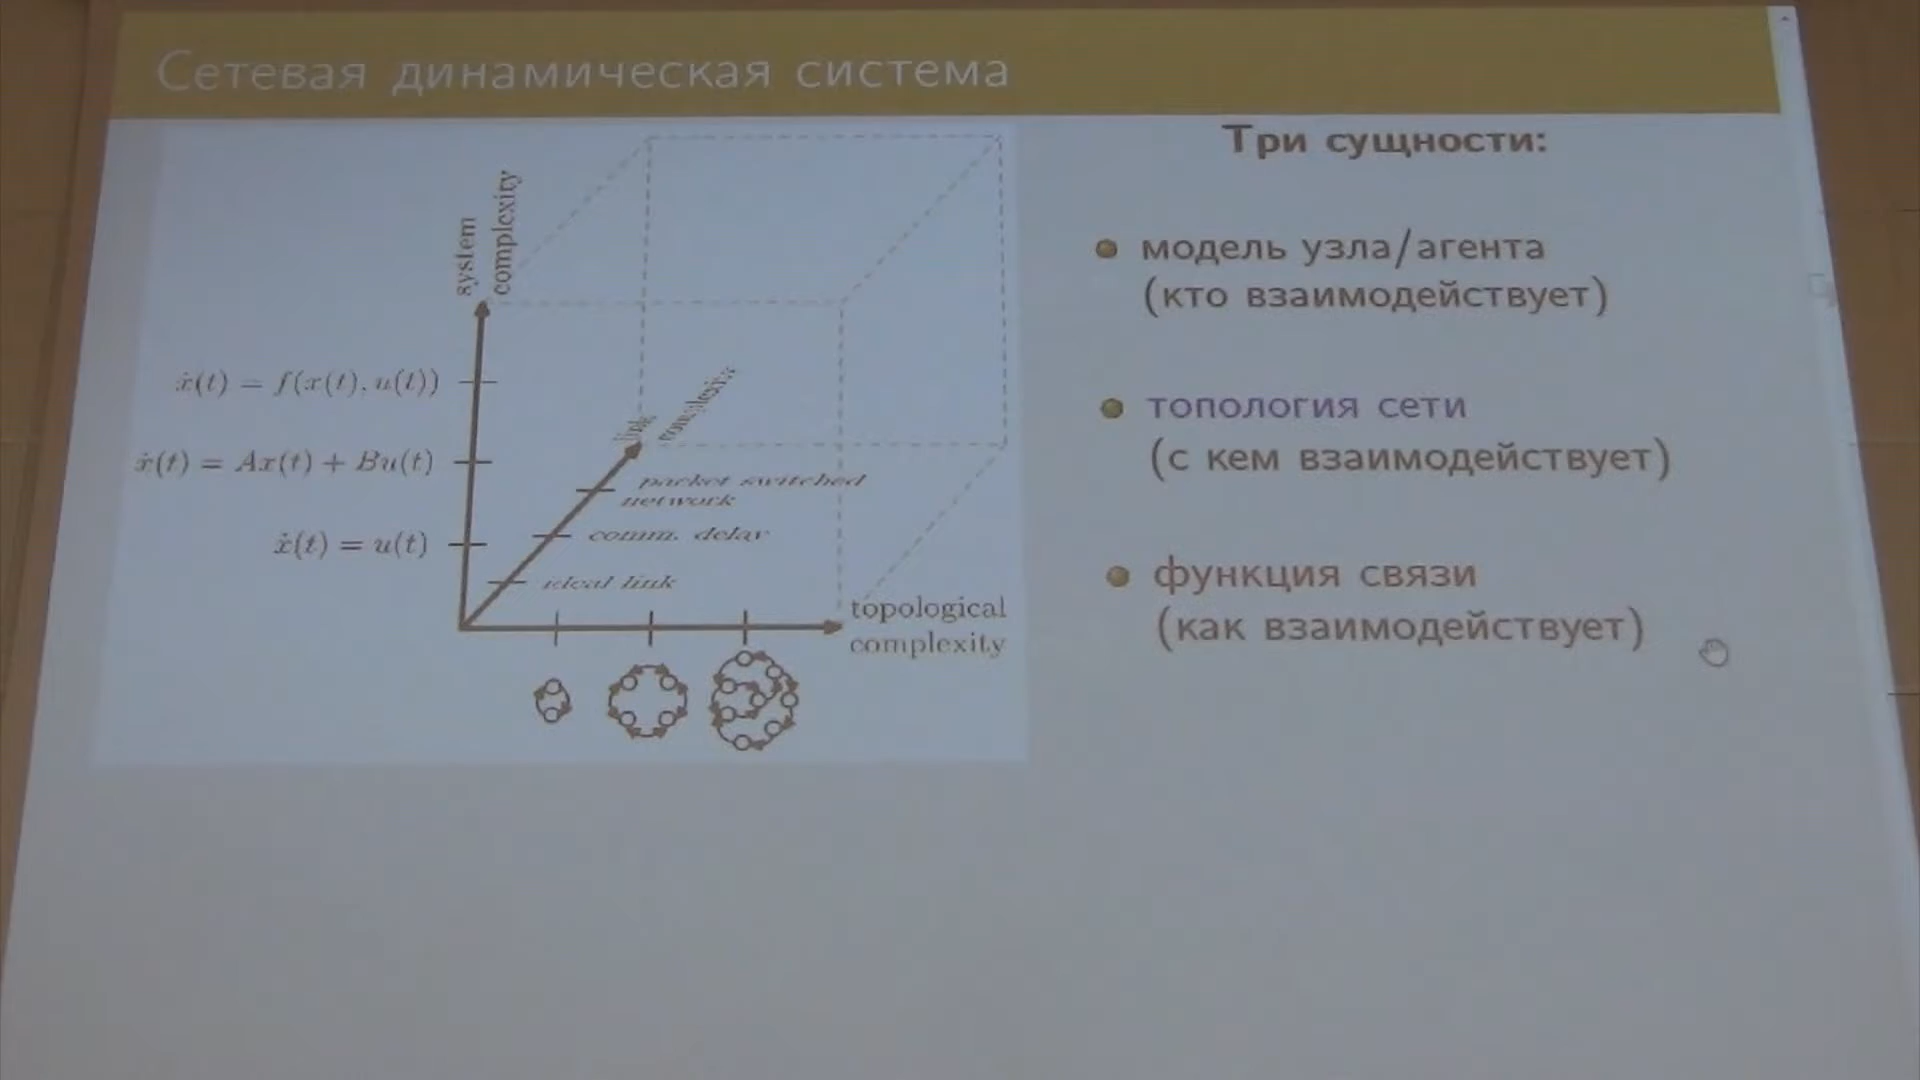 Сетевая динамическая система
system
complexity
ẋ(t) = f(x(t), u(t))
ẋ(t) = Ax(t) + Bu(t)
ẋ(t) = u(t)
link
complexity
packet switched
network
comm. delay
ideal link
topological
complexity
Три сущности:
модель узла/агента
(кто взаимодействует)
топология сети
(с кем взаимодействует)
функция связи
(как взаимодействует)